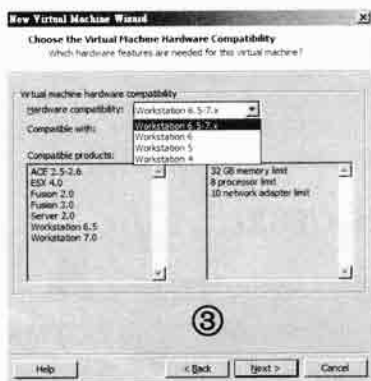 New Virtual Machine Wizard
Choose the Virtual Machine Hardware Compatibility
Which hardware features are needed for this virtual machine?
Virtual machine hardware compatibility
Hardware compatibility:
Workstation 6.5-7.x
Workstation 6.5-7.x
Workstation 6
Workstation 5
Workstation 4
Compatible with:
Compatible products:
ACE 2.5-2.6
ESX 4.0
Fusion 2.0
Fusion 3.0
Server 2.0
Workstation 6.5
Workstation 7.0
32 GB memory limit
8 processor limit
10 network adapter limit
③
Help
< Back
Next >
Cancel